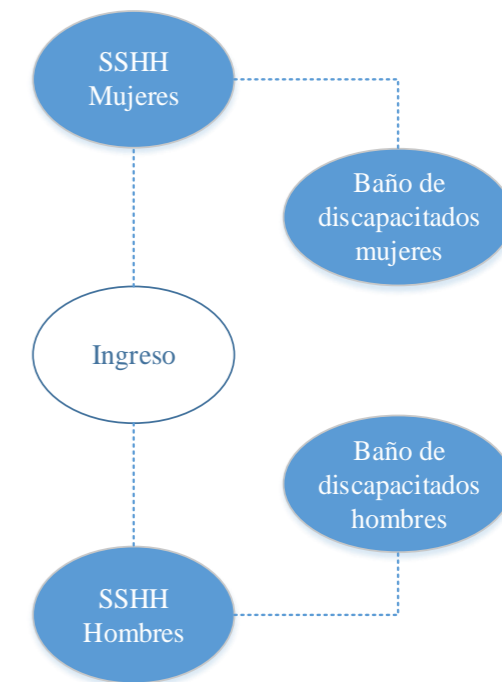 SSHH
Mujeres
Baño de
discapacitados
mujeres
Ingreso
Baño de
discapacitados
hombres
SSHH
Hombres